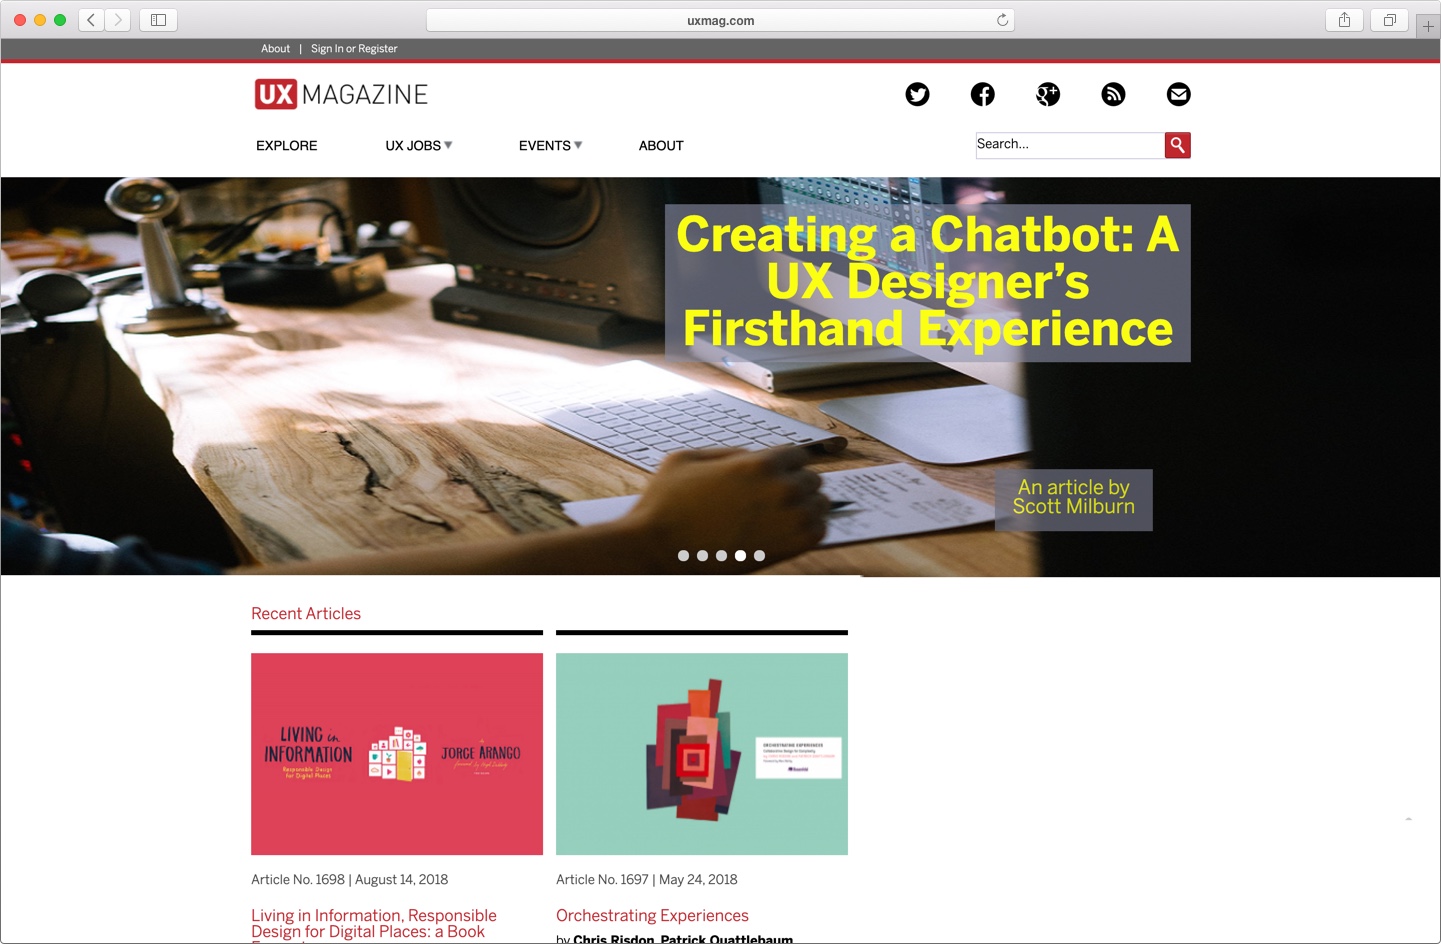 uxmag.com
About | Sign In or Register
UX MAGAZINE
EXPLORE
UX JOBS
EVENTS
ABOUT
Search...
Creating a Chatbot: A
UX Designer's
Firsthand Experience
An article by
Scott Milburn
Recent Articles
LIVING in
INFORMATION
Responsible Design
for Digital Places
JORGE ARANGO
ORCHESTRATING EXPERIENCES
Article No. 1698 | August 14, 2018
Living in Information, Responsible
Design for Digital Places: a Book
Article No. 1697 | May 24, 2018
Orchestrating Experiences
by Chris Risdon, Patrick Quattlebaum